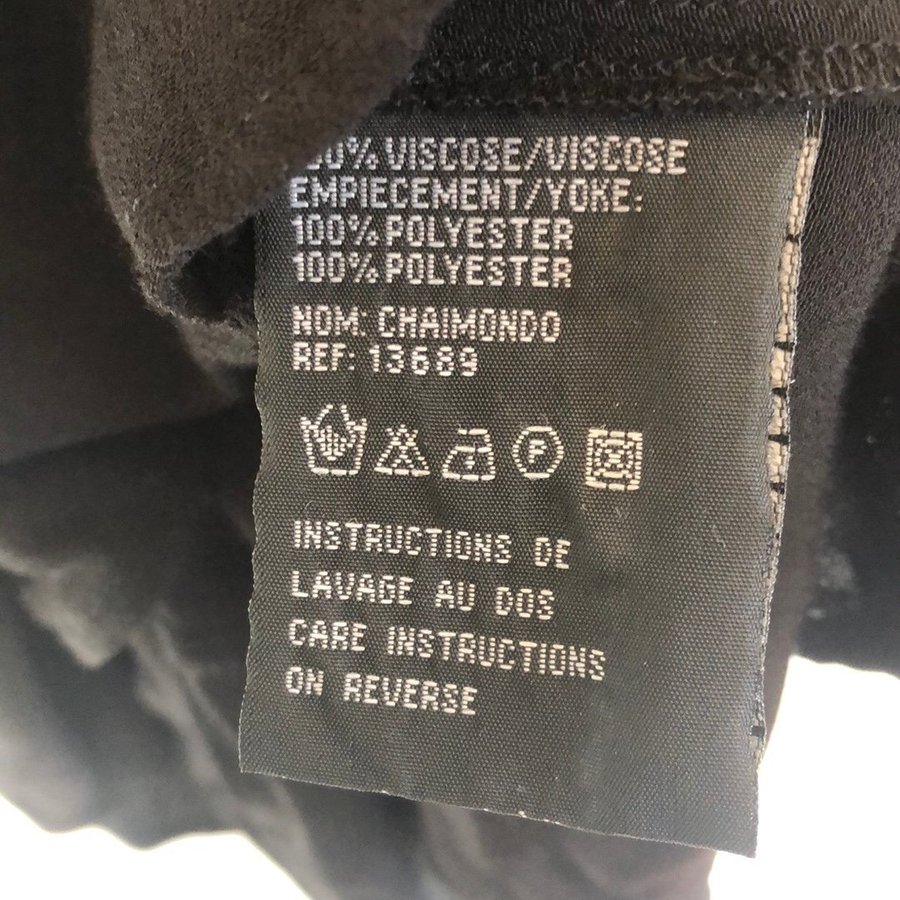 VISCOSE/VISCOSE
EMPIECEMENT/YOKE:
100% POLYESTER
100% POLYESTER
NOM: CHAIMONDO
REF: 13689
P
INSTRUCTIONS DE
LAVAGE AU DOS
CARE INSTRUCTIONS
ON REVERSE